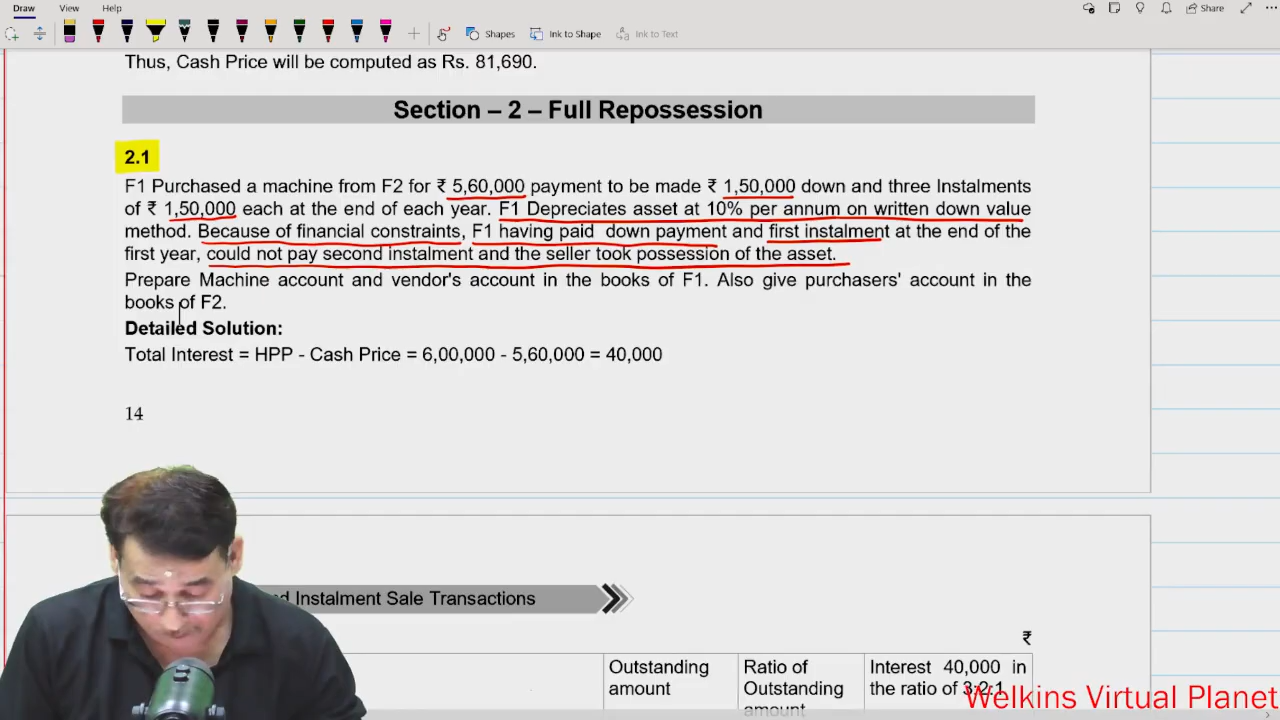 Draw View Help
Share
Shapes Ink to Shape Ink to Text
Thus, Cash Price will be computed as Rs. 81,690.
Section – 2 – Full Repossession
2.1
F1 Purchased a machine from F2 for ₹ 5,60,000 payment to be made ₹ 1,50,000 down and three Instalments
of ₹ 1,50,000 each at the end of each year. F1 Depreciates asset at 10% per annum on written down value
method. Because of financial constraints, F1 having paid down payment and first instalment at the end of the
first year, could not pay second instalment and the seller took possession of the asset.
Prepare Machine account and vendor's account in the books of F1. Also give purchasers' account in the
books of F2.
Detailed Solution:
Total Interest = HPP - Cash Price = 6,00,000 - 5,60,000 = 40,000
14
Instalment Sale Transactions
₹
Outstanding Ratio of Interest 40,000 in
amount Outstanding the ratio of 3:2:1
amount
Welkins Virtual Planet